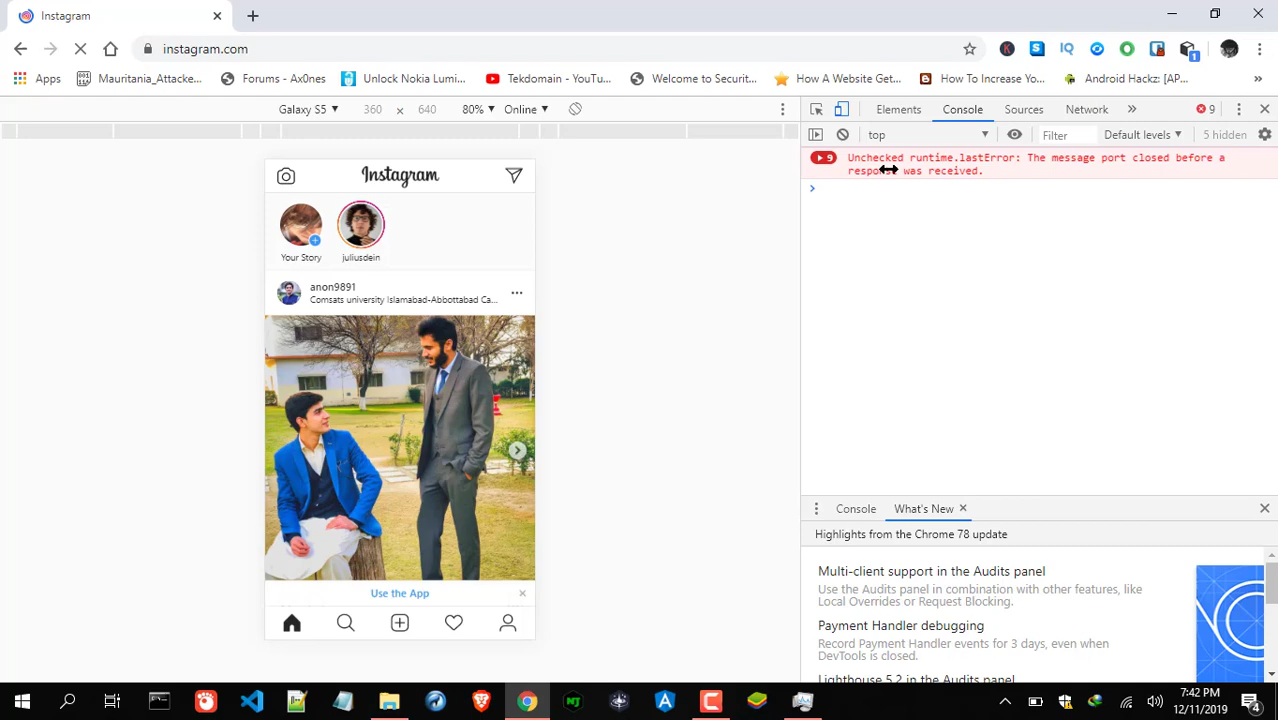 Instagram
instagram.com
Apps
Mauritania_Attacke...
Forums - Ax0nes
Unlock Nokia Lumi...
Tekdomain - YouTu...
Welcome to Securit...
How A Website Get...
How To Increase Yo...
Android Hackz: [AP...
Galaxy S5 ▼ 360 × 640 80% ▼ Online ▼
Elements Console Sources Network » 9
top ▼ Filter Default levels ▼ 5 hidden
9 Unchecked runtime.lastError: The message port closed before a
response was received.
Instagram
Your Story
juliusdein
anon9891
Comsats university Islamabad-Abbottabad Ca...
Use the App
Console What's New
Highlights from the Chrome 78 update
Multi-client support in the Audits panel
Use the Audits panel in combination with other features, like
Local Overrides or Request Blocking.
Payment Handler debugging
Record Payment Handler events for 3 days, even when
DevTools is closed.
Lighthouse 5.2 in the Audits panel
7:42 PM
12/11/2019